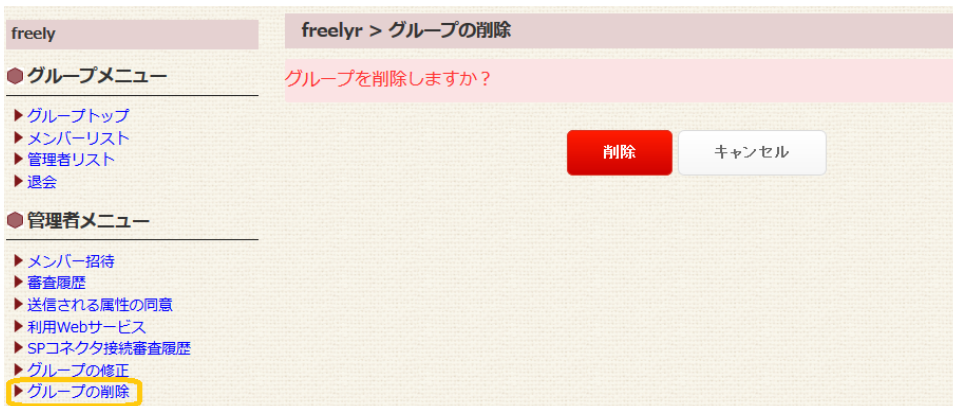 freely
グループメニュー
グループトップ
メンバーリスト
管理者リスト
退会
管理者メニュー
メンバー招待
審査履歴
送信される属性の同意
利用Webサービス
SPコネクタ接続審査履歴
グループの修正
グループの削除
freelyr > グループの削除
グループを削除しますか？
削除
キャンセル